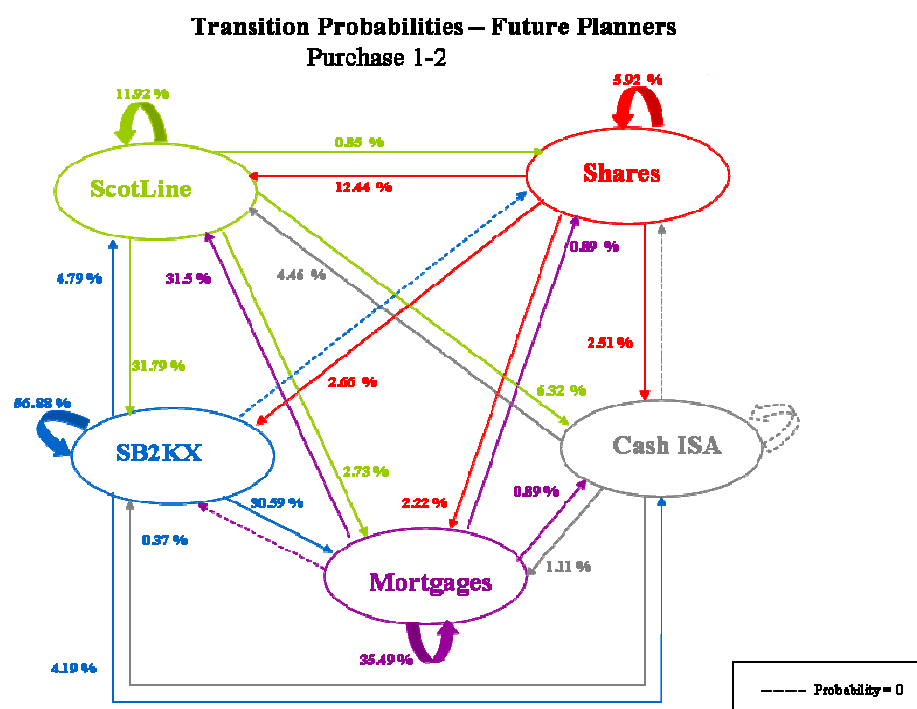 Transition Probabilities – Future Planners
Purchase 1-2
11.92 %
5.92 %
0.85 %
ScotLine
Shares
12.44 %
0.89 %
4.79 %
31.5 %
4.46 %
2.51 %
31.79 %
2.66 %
6.32 %
56.88 %
SB2KX
Cash ISA
2.73 %
30.59 %
2.22 %
0.89 %
0.37 %
1.11 %
Mortgages
35.49 %
4.19 %
Probability = 0